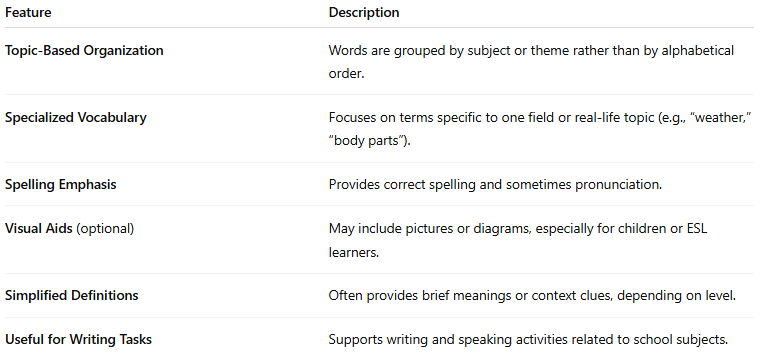 Feature Description
Topic-Based Organization Words are grouped by subject or theme rather than by alphabetical
order.
Specialized Vocabulary Focuses on terms specific to one field or real-life topic (e.g., “weather,”
“body parts”).
Spelling Emphasis Provides correct spelling and sometimes pronunciation.
Visual Aids (optional) May include pictures or diagrams, especially for children or ESL
learners.
Simplified Definitions Often provides brief meanings or context clues, depending on level.
Useful for Writing Tasks Supports writing and speaking activities related to school subjects.